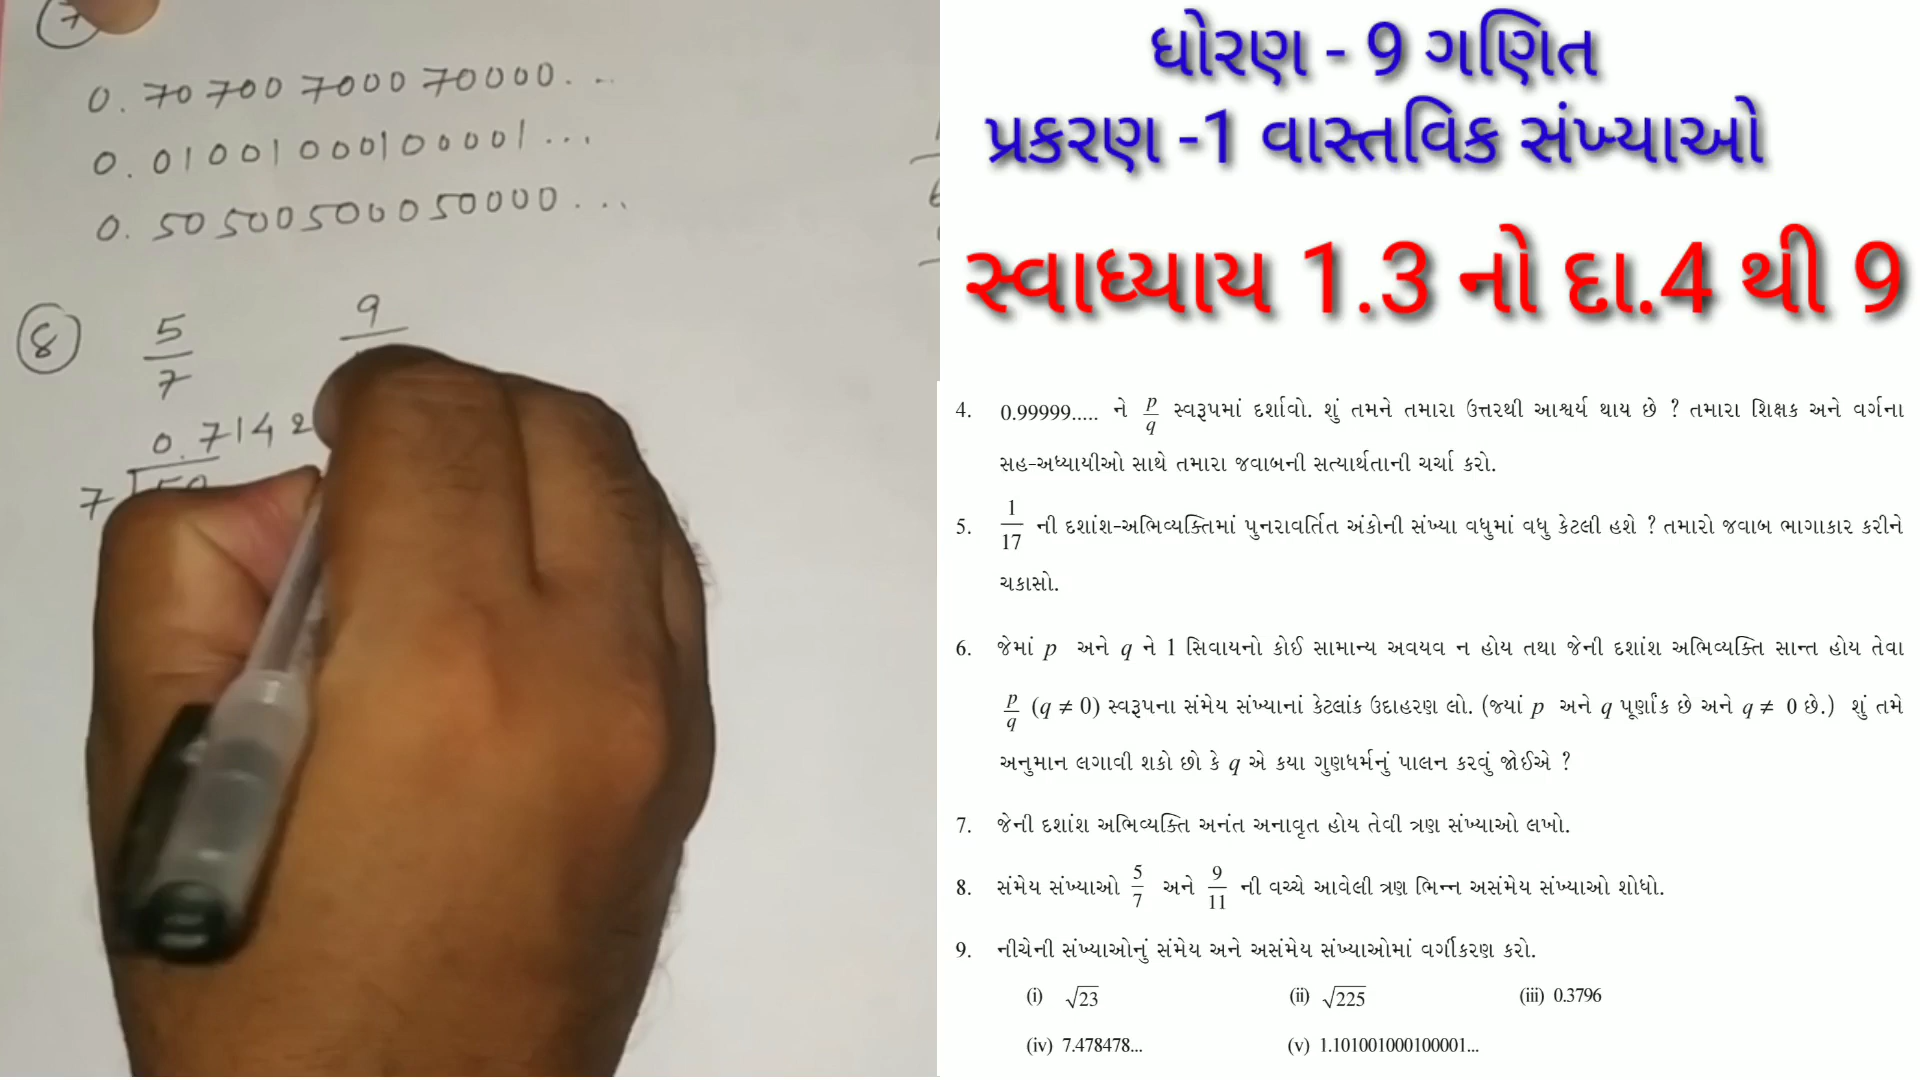 7
0.70700700070000...
0.01001000100001...
0.50500500050000...
8
5/7 9
0.7142
7 50
ધોરણ - 9 ગણિત
પ્રકરણ -1 વાસ્તવિક સંખ્યાઓ
સ્વાધ્યાય 1.3 નો દા.4 થી 9
4. 0.99999..... ને p/q સ્વરૂપમાં દર્શાવો. શું તમને તમારા ઉત્તરથી આશ્ચર્ય થાય છે ? તમારા શિક્ષક અને વર્ગના
સહ-અધ્યાયીઓ સાથે તમારા જવાબની સત્યાર્થતાની ચર્ચા કરો.
5. 1/17 ની દશાંશ-અભિવ્યક્તિમાં પુનરાવર્તિત અંકોની સંખ્યા વધુમાં વધુ કેટલી હશે ? તમારો જવાબ ભાગાકાર કરીને
ચકાસો.
6. જેમાં p અને q ને 1 સિવાયનો કોઈ સામાન્ય અવયવ ન હોય તથા જેની દશાંશ અભિવ્યક્તિ સાન્ત હોય તેવા
p/q (q ≠ 0) સ્વરૂપના સંમેય સંખ્યાનાં કેટલાંક ઉદાહરણ લો. (જ્યાં p અને q પૂર્ણાંક છે અને q ≠ 0 છે.) શું તમે
અનુમાન લગાવી શકો છો કે q એ કયા ગુણધર્મનું પાલન કરવું જોઈએ ?
7. જેની દશાંશ અભિવ્યક્તિ અનંત અનાવૃત હોય તેવી ત્રણ સંખ્યાઓ લખો.
8. સંમેય સંખ્યાઓ 5/7 અને 9/11 ની વચ્ચે આવેલી ત્રણ ભિન્ન અસંમેય સંખ્યાઓ શોધો.
9. નીચેની સંખ્યાઓનું સંમેય અને અસંમેય સંખ્યાઓમાં વર્ગીકરણ કરો.
(i) √23 (ii) √225 (iii) 0.3796
(iv) 7.478478... (v) 1.101001000100001...